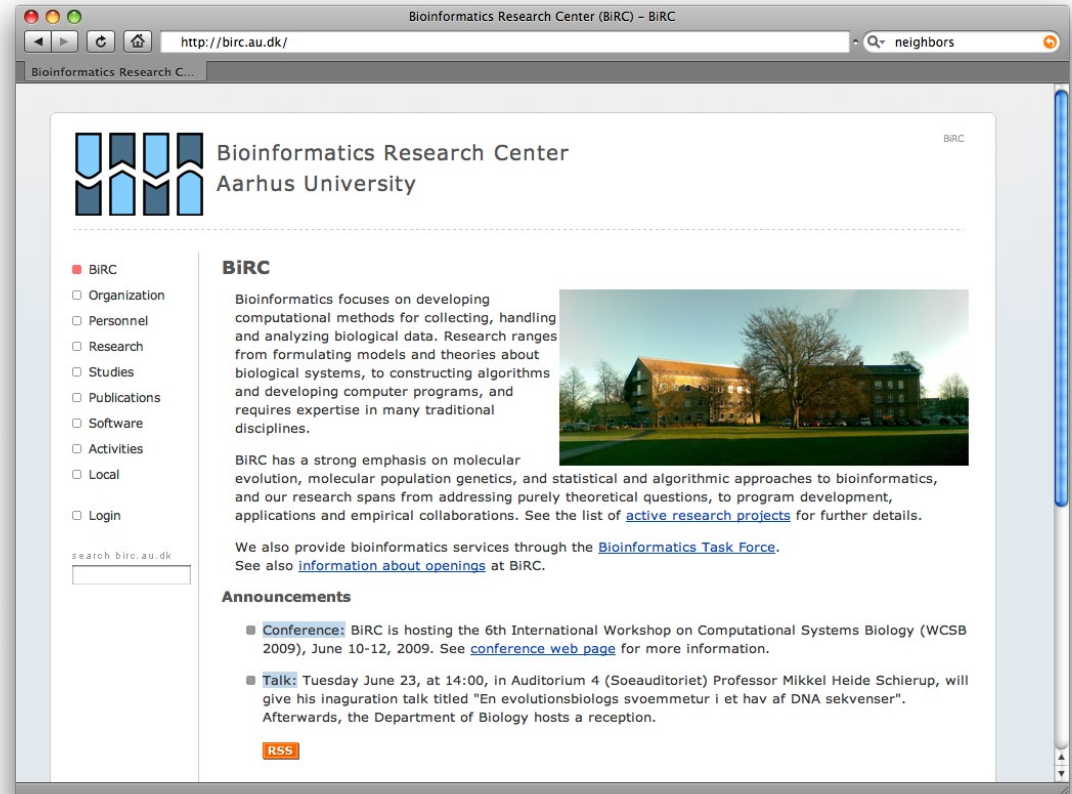 Bioinformatics Research Center (BiRC) – BiRC
http://birc.au.dk/
neighbors
Bioinformatics Research C...
BiRC
Bioinformatics Research Center
Aarhus University
BiRC
Organization
Personnel
Research
Studies
Publications
Software
Activities
Local
Login
search birc.au.dk
BiRC
Bioinformatics focuses on developing
computational methods for collecting, handling
and analyzing biological data. Research ranges
from formulating models and theories about
biological systems, to constructing algorithms
and developing computer programs, and
requires expertise in many traditional
disciplines.
BiRC has a strong emphasis on molecular
evolution, molecular population genetics, and statistical and algorithmic approaches to bioinformatics,
and our research spans from addressing purely theoretical questions, to program development,
applications and empirical collaborations. See the list of active research projects for further details.
We also provide bioinformatics services through the Bioinformatics Task Force.
See also information about openings at BiRC.
Announcements
Conference: BiRC is hosting the 6th International Workshop on Computational Systems Biology (WCSB
2009), June 10-12, 2009. See conference web page for more information.
Talk: Tuesday June 23, at 14:00, in Auditorium 4 (Soeauditoriet) Professor Mikkel Heide Schierup, will
give his inaguration talk titled "En evolutionsbiologs svoemmetur i et hav af DNA sekvenser".
Afterwards, the Department of Biology hosts a reception.
RSS